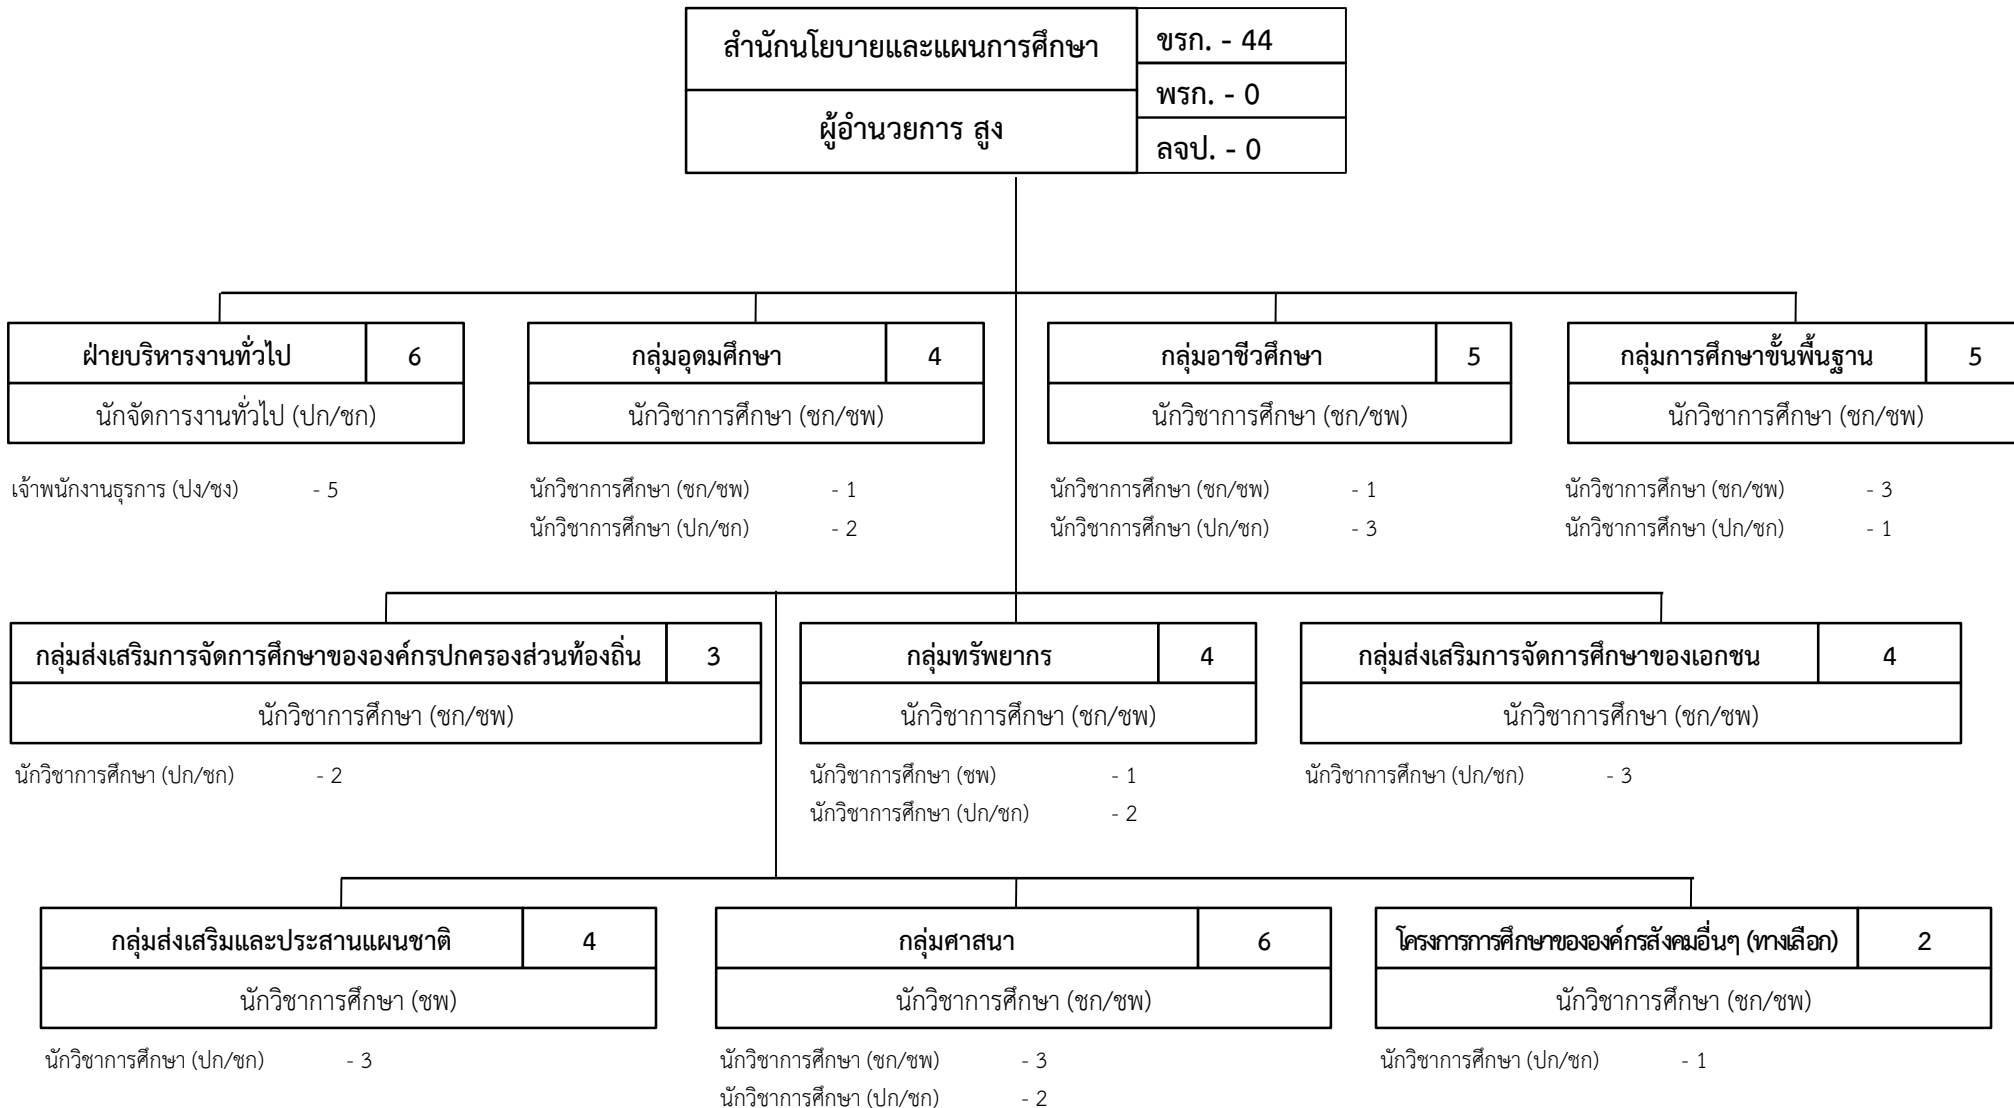 สำนักนโยบายและแผนการศึกษา
ผู้อำนวยการ สูง
ขรก. - 44
พรก. - 0
ลจป. - 0
ฝ่ายบริหารงานทั่วไป 6
นักจัดการงานทั่วไป (ปก/ชก)
เจ้าพนักงานธุรการ (ปง/ชง) - 5
กลุ่มอุดมศึกษา 4
นักวิชาการศึกษา (ชก/ชพ)
นักวิชาการศึกษา (ชก/ชพ) - 1
นักวิชาการศึกษา (ปก/ชก) - 2
กลุ่มอาชีวศึกษา 5
นักวิชาการศึกษา (ชก/ชพ)
นักวิชาการศึกษา (ชก/ชพ) - 1
นักวิชาการศึกษา (ปก/ชก) - 3
กลุ่มการศึกษาขั้นพื้นฐาน 5
นักวิชาการศึกษา (ชก/ชพ)
นักวิชาการศึกษา (ชก/ชพ) - 3
นักวิชาการศึกษา (ปก/ชก) - 1
กลุ่มส่งเสริมการจัดการศึกษาขององค์กรปกครองส่วนท้องถิ่น 3
นักวิชาการศึกษา (ชก/ชพ)
นักวิชาการศึกษา (ปก/ชก) - 2
กลุ่มทรัพยากร 4
นักวิชาการศึกษา (ชก/ชพ)
นักวิชาการศึกษา (ชพ) - 1
นักวิชาการศึกษา (ปก/ชก) - 2
กลุ่มส่งเสริมการจัดการศึกษาของเอกชน 4
นักวิชาการศึกษา (ชก/ชพ)
นักวิชาการศึกษา (ปก/ชก) - 3
กลุ่มส่งเสริมและประสานแผนชาติ 4
นักวิชาการศึกษา (ชพ)
นักวิชาการศึกษา (ปก/ชก) - 3
กลุ่มศาสนา 6
นักวิชาการศึกษา (ชก/ชพ)
นักวิชาการศึกษา (ชก/ชพ) - 3
นักวิชาการศึกษา (ปก/ชก) - 2
โครงการการศึกษาขององค์กรสังคมอื่นๆ (ทางเลือก) 2
นักวิชาการศึกษา (ชก/ชพ)
นักวิชาการศึกษา (ปก/ชก) - 1